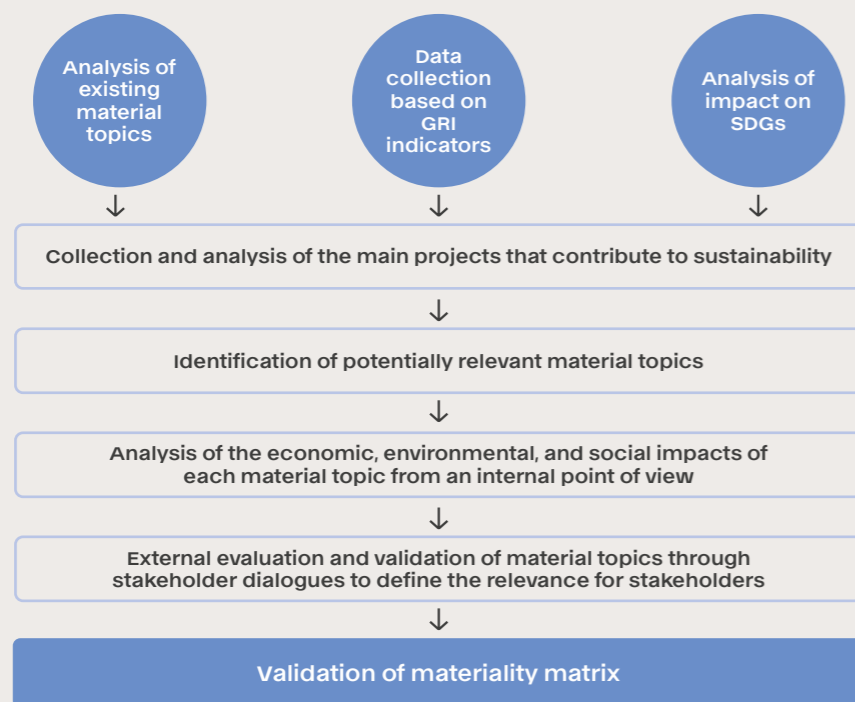 Analysis of
existing
material
topics
Data
collection
based on
GRI
indicators
Analysis of
impact on
SDGs
Collection and analysis of the main projects that contribute to sustainability
Identification of potentially relevant material topics
Analysis of the economic, environmental, and social impacts of
each material topic from an internal point of view
External evaluation and validation of material topics through
stakeholder dialogues to define the relevance for stakeholders
Validation of materiality matrix